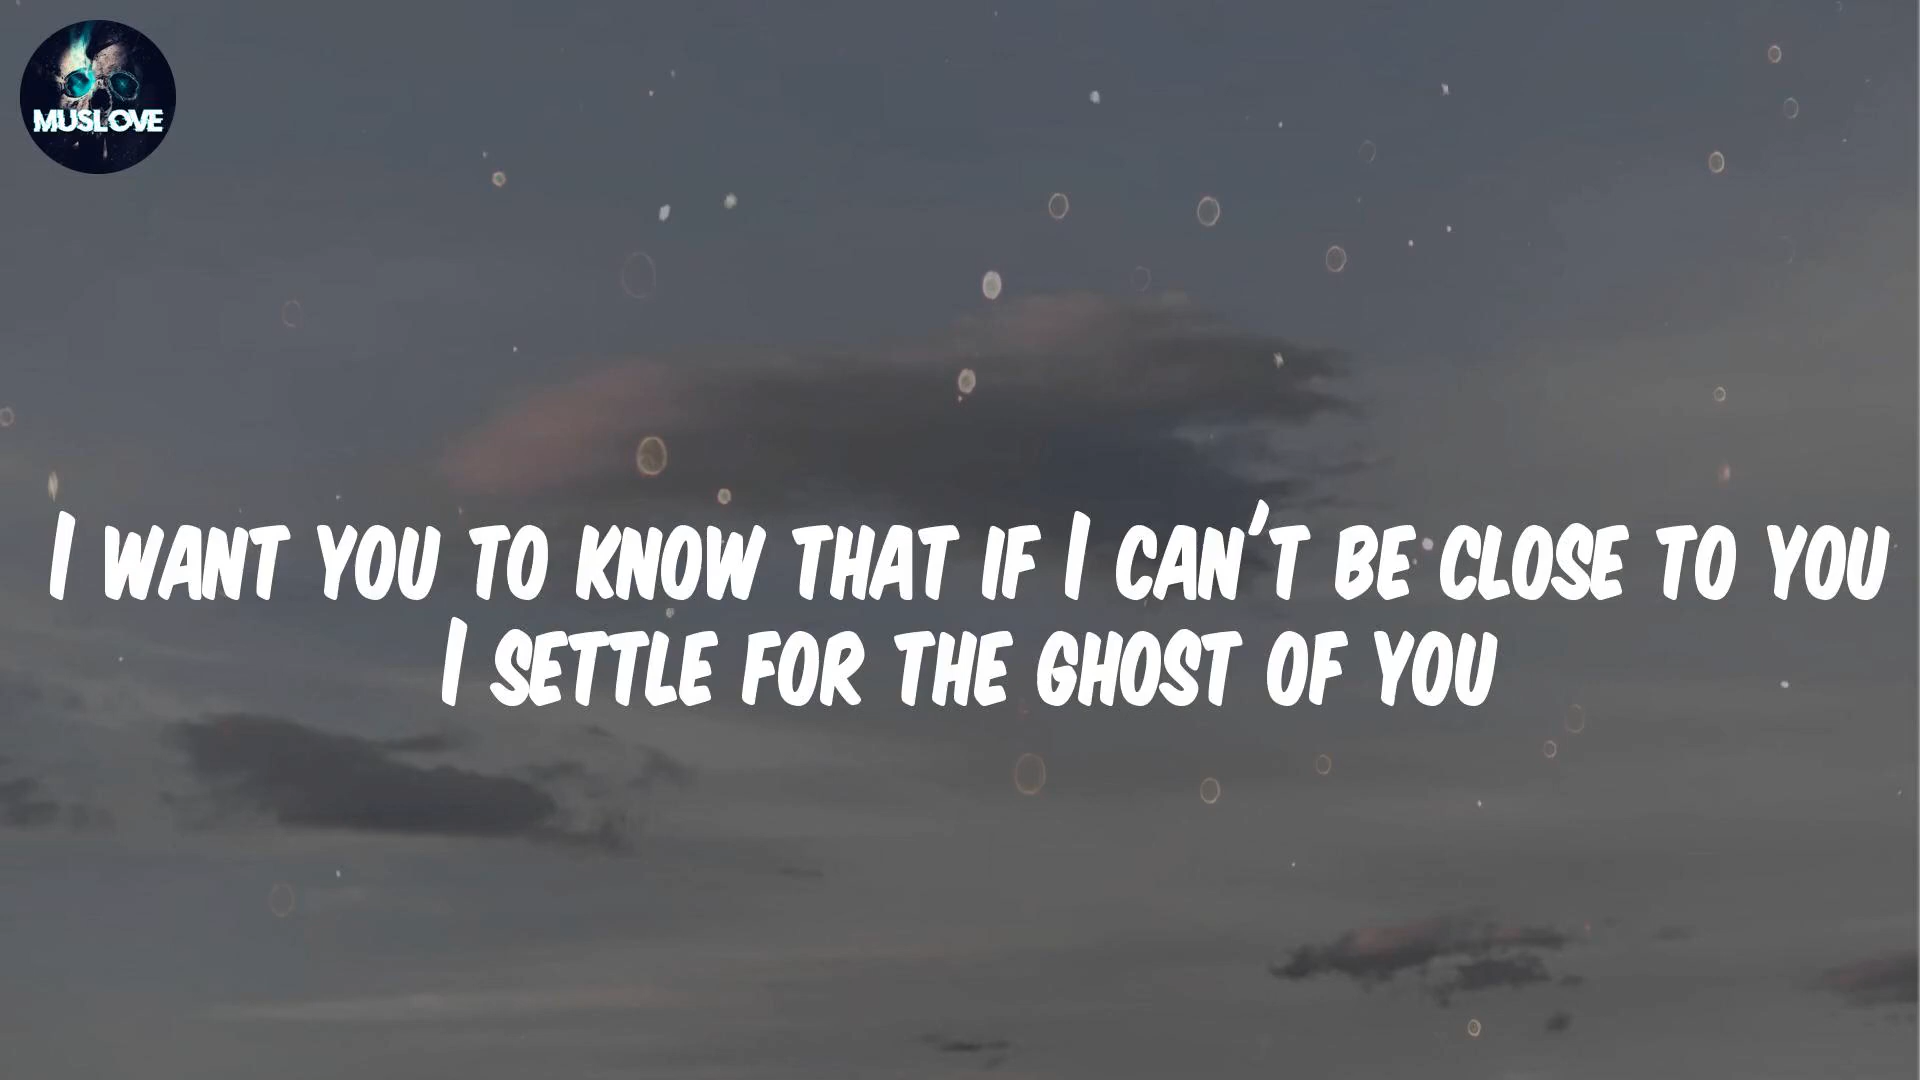 MUSLOVE
I WANT YOU TO KNOW THAT IF I CAN'T BE CLOSE TO YOU
I SETTLE FOR THE GHOST OF YOU